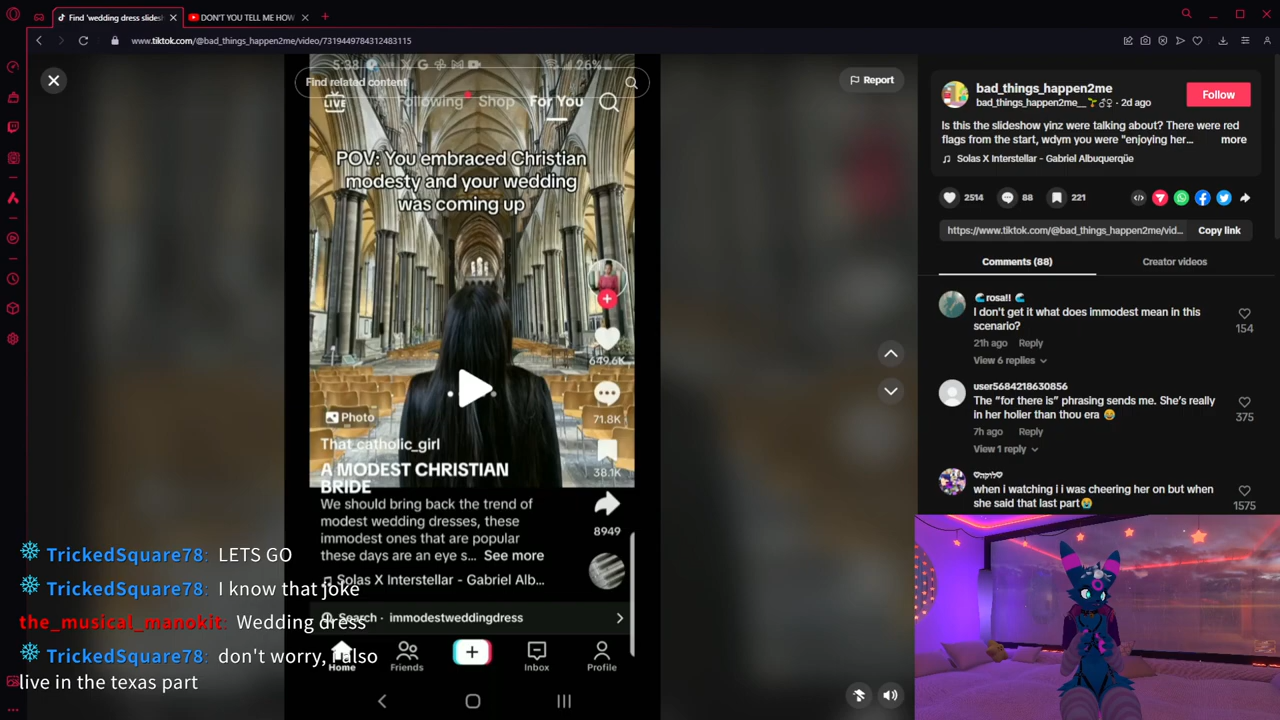 Find 'wedding dress slidesh
DON'T YOU TELL ME HOW
www.tiktok.com/@bad_things_happen2me/video/7319449784312483115
5:38
26%
Find related content
LIVE
Following
Shop
For You
Report
POV: You embraced Christian
modesty and your wedding
was coming up
649.6K
71.8K
38.1K
8949
Photo
That_catholic_girl
A MODEST CHRISTIAN
BRIDE
We should bring back the trend of
modest wedding dresses, these
immodest ones that are popular
these days are an eye s... See more
Solas X Interstellar - Gabriel Alb...
Search · immodestweddingdress
Home
Friends
Inbox
Profile
bad_things_happen2me
bad_things_happen2me__🌱♂♀ · 2d ago
Follow
Is this the slideshow yinz were talking about? There were red
flags from the start, wdym you were "enjoying her... more
♫ Solas X Interstellar - Gabriel Albuquerqüe
2514
88
221
https://www.tiktok.com/@bad_things_happen2me/vid...
Copy link
Comments (88)
Creator videos
🌊rosa!! 🌊
I don't get it what does immodest mean in this
scenario?
154
21h ago Reply
View 6 replies
user5684218630856
The "for there is" phrasing sends me. She's really
in her holier than thou era 😅
375
7h ago Reply
View 1 reply
when i watching i i was cheering her on but when
she said that last part😭
1575
TrickedSquare78: LETS GO
TrickedSquare78: I know that joke
the_musical_manokit: Wedding dress
TrickedSquare78: don't worry, I also
live in the texas part